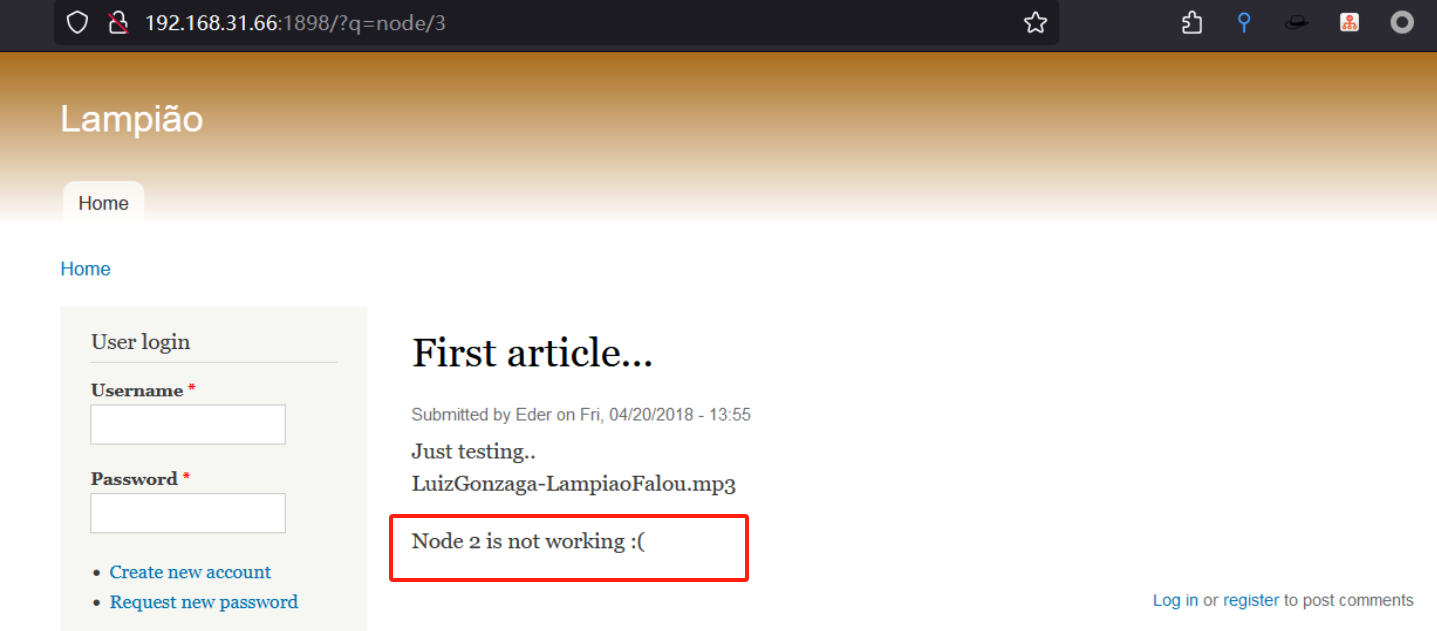 192.168.31.66:1898/?q=node/3
Lampião
Home
Home
User login
Username *
Password *
Create new account
Request new password
First article...
Submitted by Eder on Fri, 04/20/2018 - 13:55
Just testing..
LuizGonzaga-LampiaoFalou.mp3
Node 2 is not working :(
Log in or register to post comments